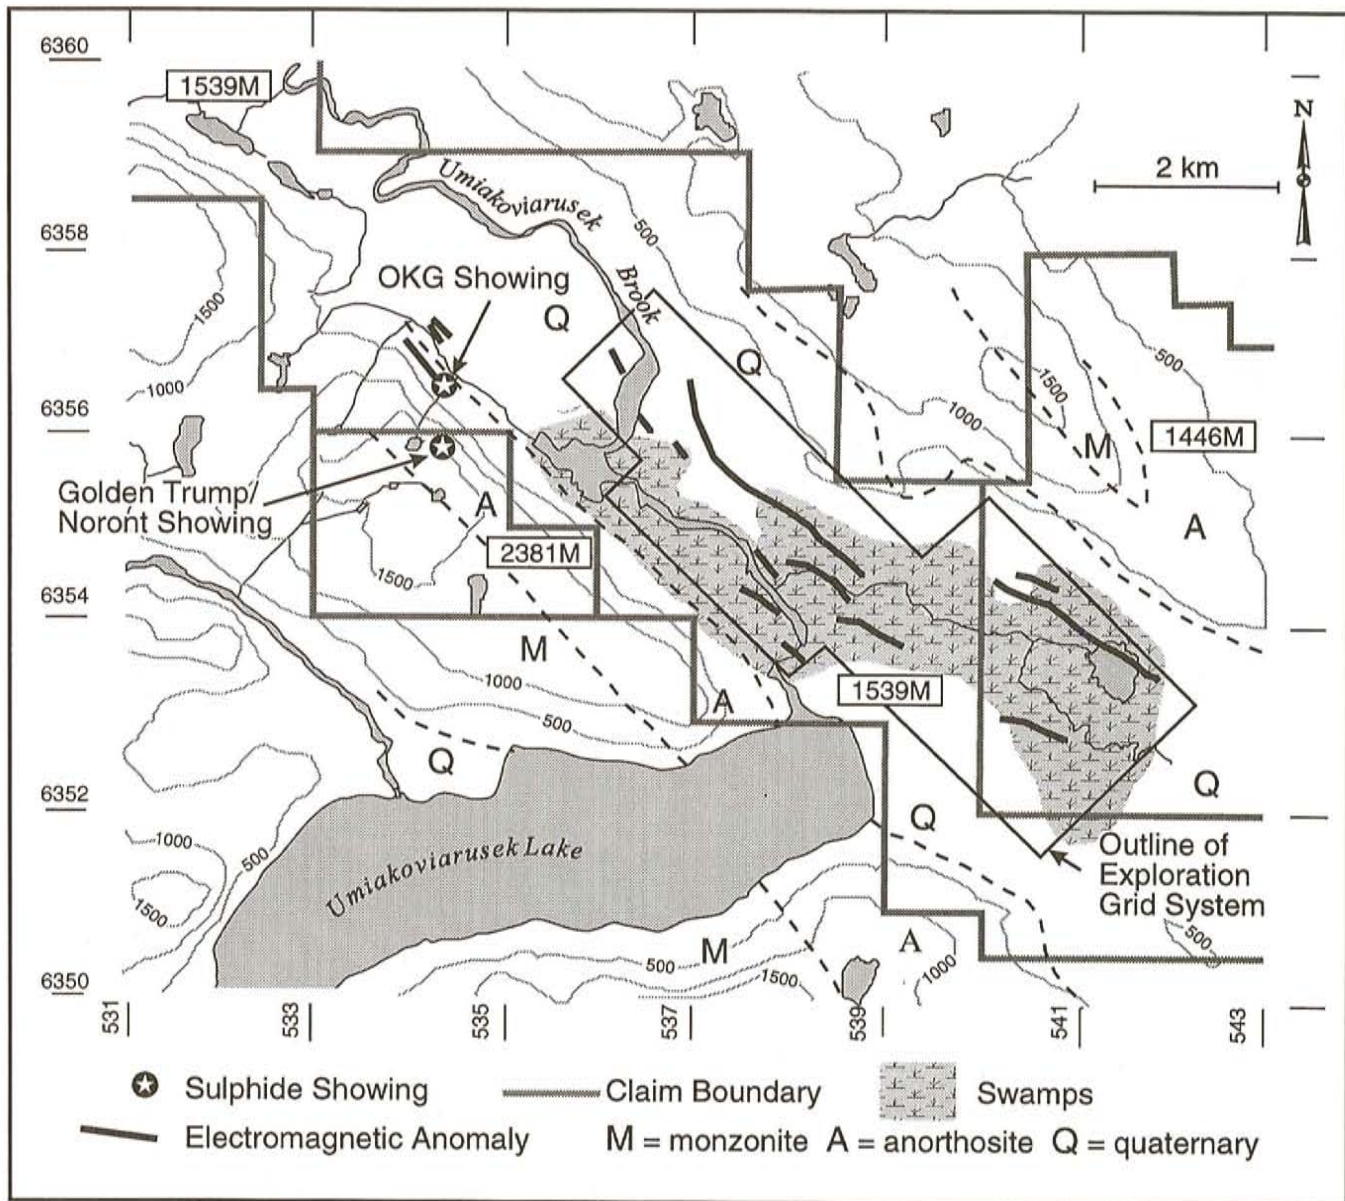 6360
1539M
N
2 km
Umiakoviarusek
Brook
6358
500
OKG Showing
Q
1500
Q
500
1500
1000
1000
6356
M
1446M
Golden Trump/
Noront Showing
A
A
2381M
1500
6354
M
1000
A
1539M
500
Q
Q
6352
Q
1000
500
Outline of
Exploration
Grid System
Umiakoviarusek Lake
1500
M
A
500
500
1500
1000
6350
531
533
535
537
539
541
543
Sulphide Showing
Claim Boundary
Swamps
Electromagnetic Anomaly
M = monzonite A = anorthosite Q = quaternary